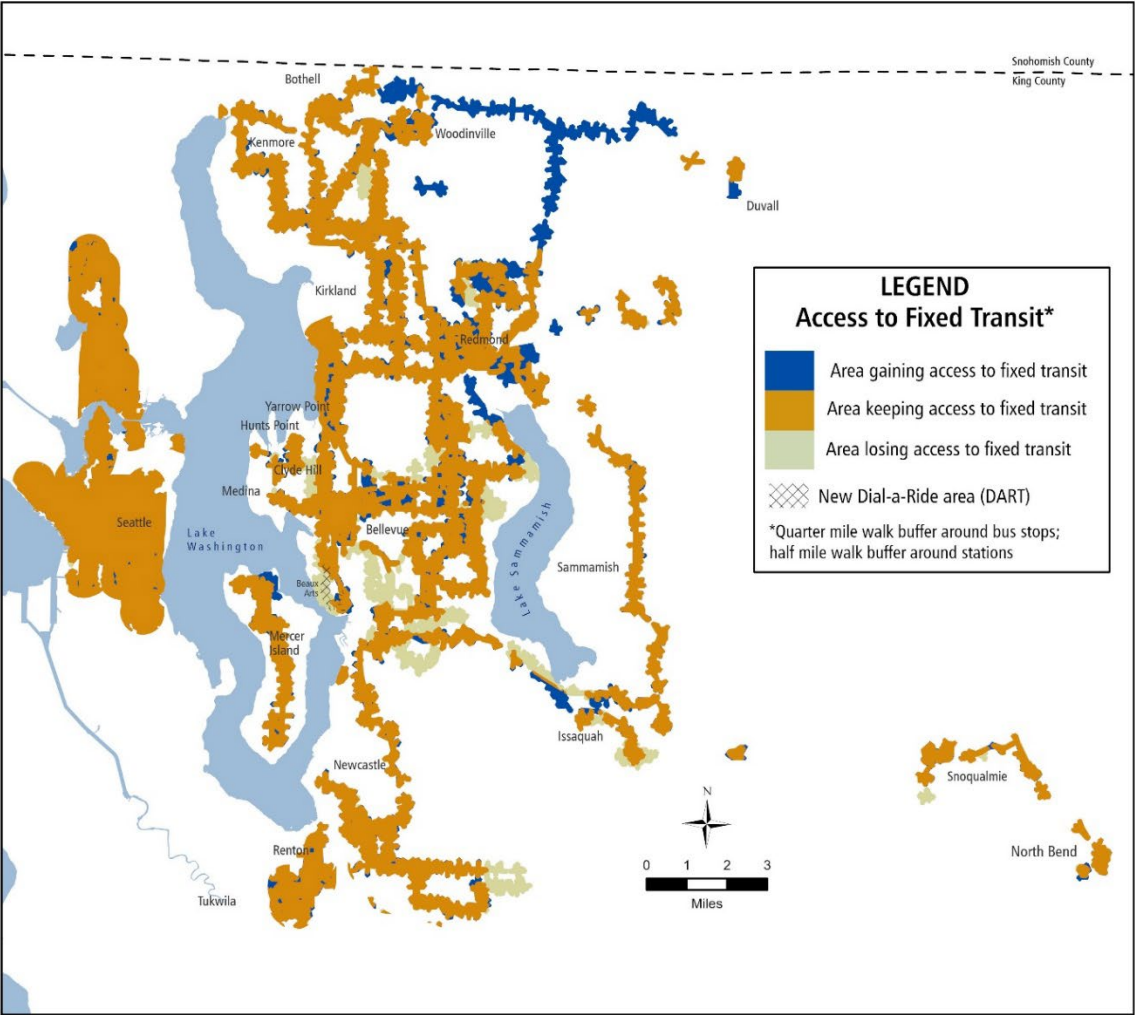 Snohomish County
King County
Bothell
Woodinville
Kenmore
Duvall
Kirkland
Redmond
Yarrow Point
Hunts Point
Clyde Hill
Medina
Seattle
Lake
Washington
Bellevue
Lake Sammamish
Sammamish
Beaux
Arts
Mercer
Island
Issaquah
Newcastle
Snoqualmie
North Bend
Renton
Tukwila
LEGEND
Access to Fixed Transit*
Area gaining access to fixed transit
Area keeping access to fixed transit
Area losing access to fixed transit
New Dial-a-Ride area (DART)
*Quarter mile walk buffer around bus stops;
half mile walk buffer around stations
N
0 1 2 3
Miles